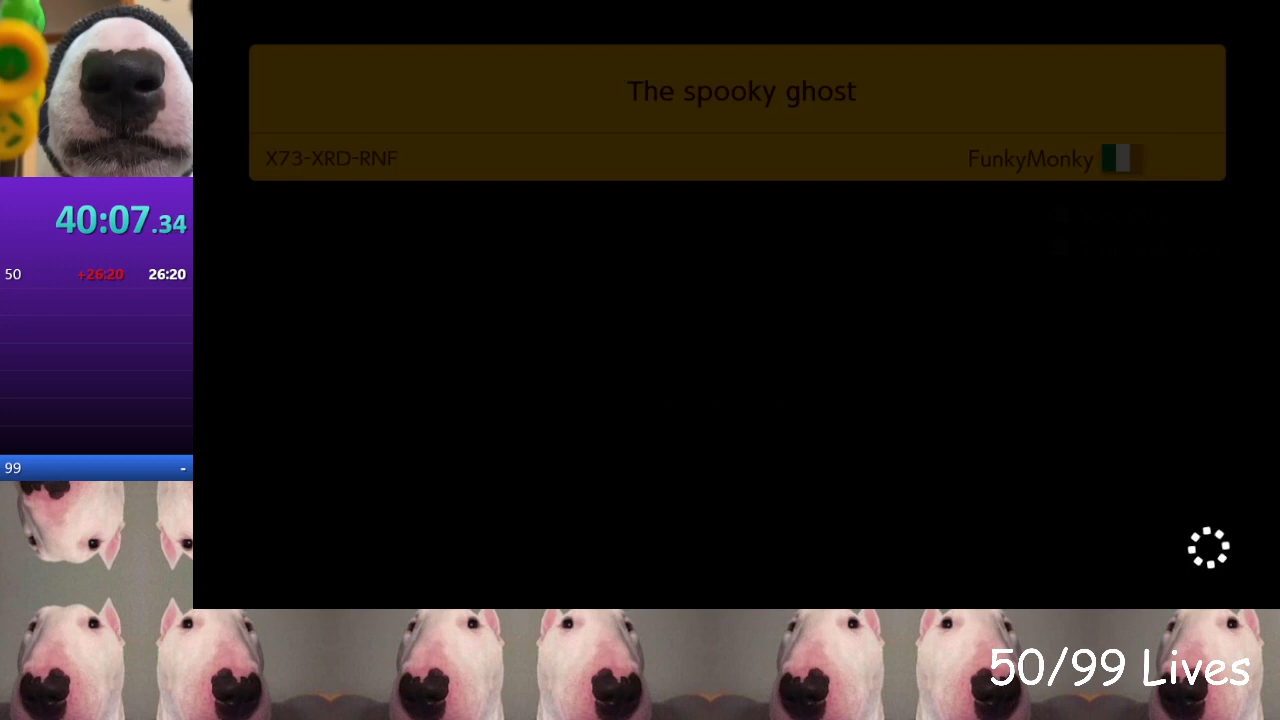 The spooky ghost
X73-XRD-RNF
FunkyMonky
40:07.34
50 +26:20 26:20
99 -
50/99 Lives